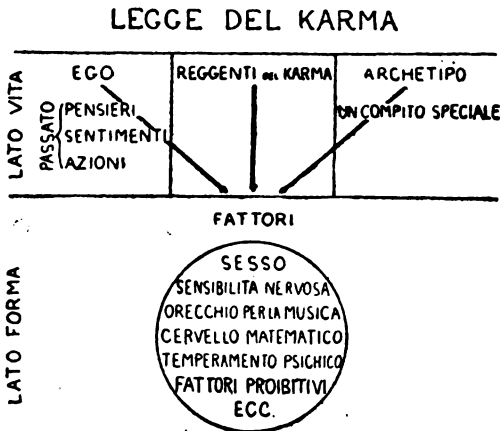 LEGGE DEL KARMA
LATO VITA
EGO
PASSATO
PENSIERI
SENTIMENTI
AZIONI
REGGENTI DEL KARMA
ARCHETIPO
UN COMPITO SPECIALE
FATTORI
LATO FORMA
SESSO
SENSIBILITA NERVOSA
ORECCHIO PER LA MUSICA
CERVELLO MATEMATICO
TEMPERAMENTO PSICHICO
FATTORI PROIBITIVI
ECC.